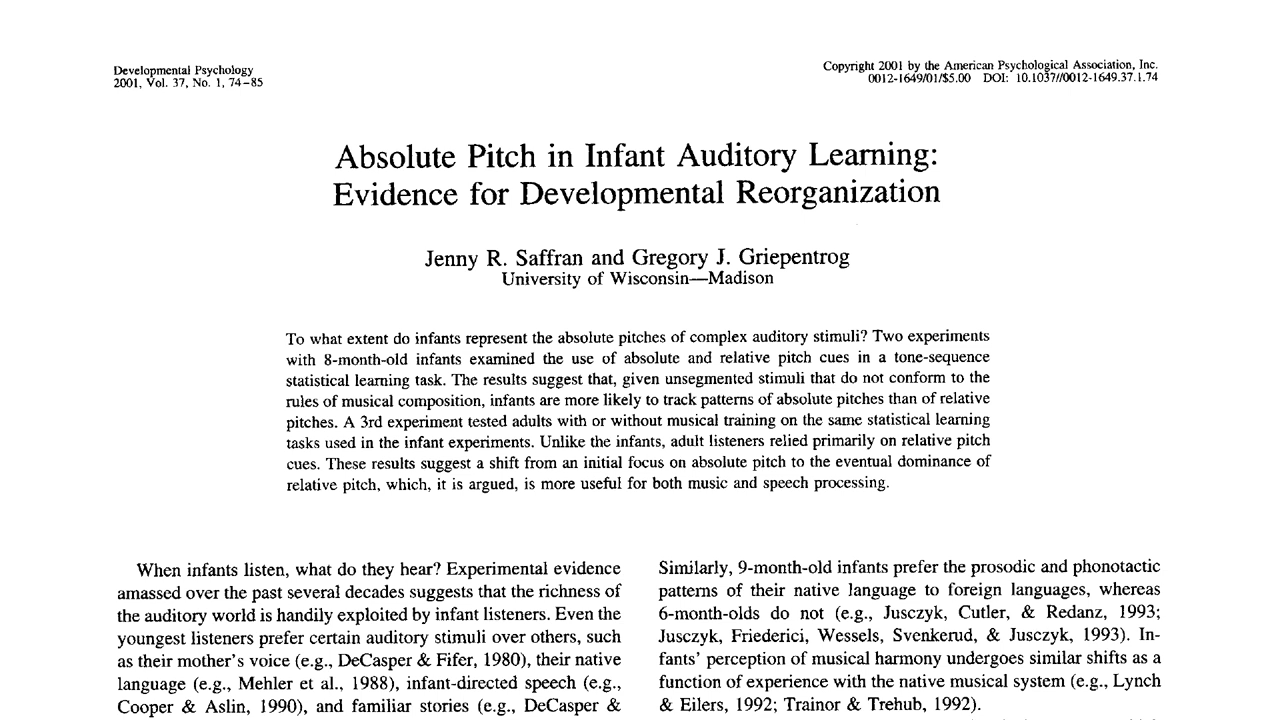 Developmental Psychology
2001, Vol. 37, No. 1, 74–85
Copyright 2001 by the American Psychological Association, Inc.
0012-1649/01/$5.00 DOI: 10.1037//0012-1649.37.1.74
Absolute Pitch in Infant Auditory Learning:
Evidence for Developmental Reorganization
Jenny R. Saffran and Gregory J. Griepentrog
University of Wisconsin—Madison
To what extent do infants represent the absolute pitches of complex auditory stimuli? Two experiments
with 8-month-old infants examined the use of absolute and relative pitch cues in a tone-sequence
statistical learning task. The results suggest that, given unsegmented stimuli that do not conform to the
rules of musical composition, infants are more likely to track patterns of absolute pitches than of relative
pitches. A 3rd experiment tested adults with or without musical training on the same statistical learning
tasks used in the infant experiments. Unlike the infants, adult listeners relied primarily on relative pitch
cues. These results suggest a shift from an initial focus on absolute pitch to the eventual dominance of
relative pitch, which, it is argued, is more useful for both music and speech processing.
When infants listen, what do they hear? Experimental evidence
amassed over the past several decades suggests that the richness of
the auditory world is handily exploited by infant listeners. Even the
youngest listeners prefer certain auditory stimuli over others, such
as their mother's voice (e.g., DeCasper & Fifer, 1980), their native
language (e.g., Mehler et al., 1988), infant-directed speech (e.g.,
Cooper & Aslin, 1990), and familiar stories (e.g., DeCasper &
Similarly, 9-month-old infants prefer the prosodic and phonotactic
patterns of their native language to foreign languages, whereas
6-month-olds do not (e.g., Jusczyk, Cutler, & Redanz, 1993;
Jusczyk, Friederici, Wessels, Svenkerud, & Jusczyk, 1993). In-
fants' perception of musical harmony undergoes similar shifts as a
function of experience with the native musical system (e.g., Lynch
& Eilers, 1992; Trainor & Trehub, 1992).